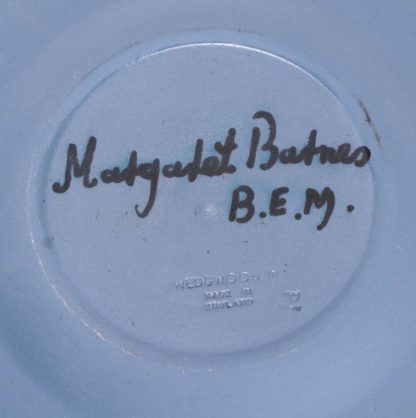 Margaret Barnes
B.E.M.
WEDGWOOD
MADE IN
ENGLAND